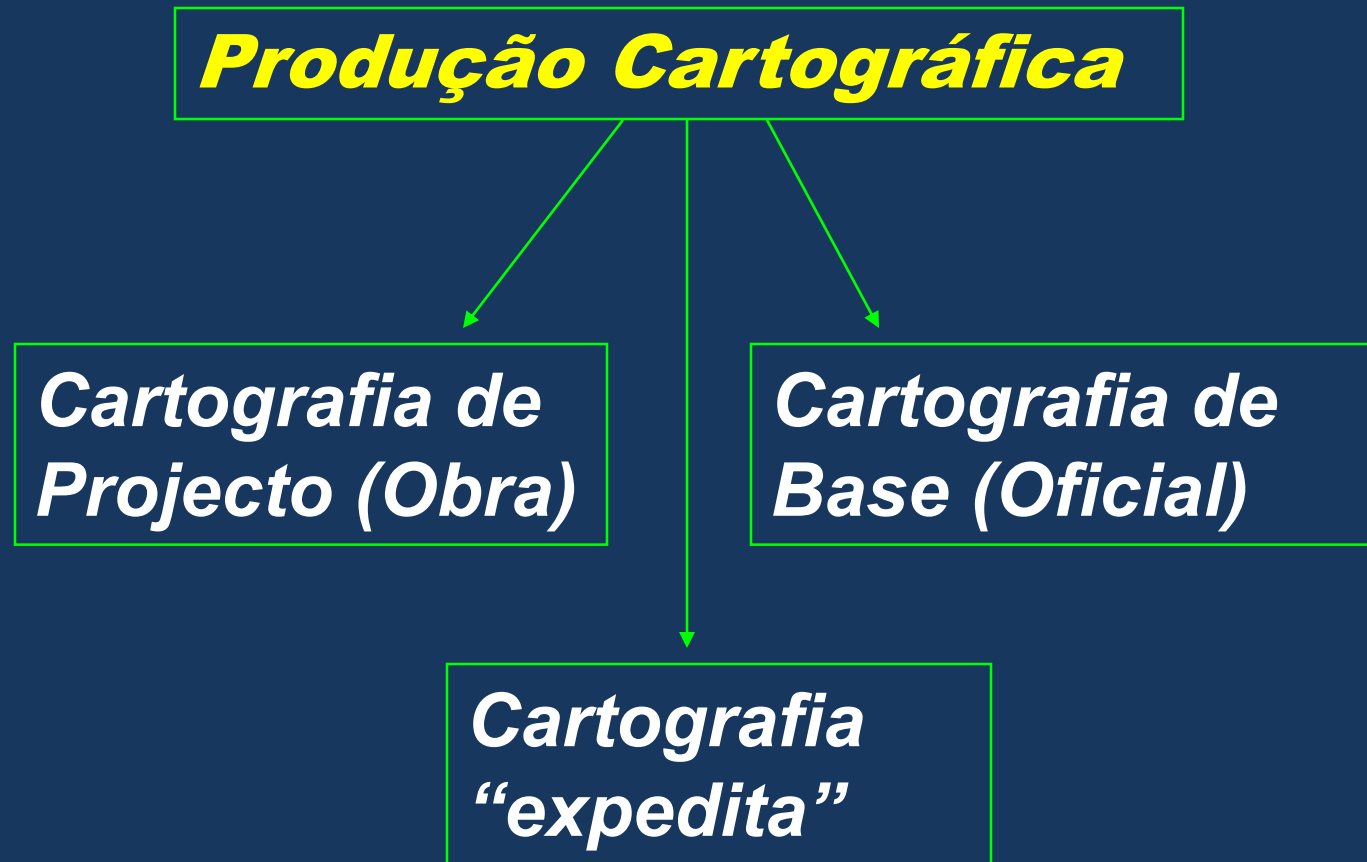 Produção Cartográfica
Cartografia de
Projecto (Obra)
Cartografia de
Base (Oficial)
Cartografia
“expedita”